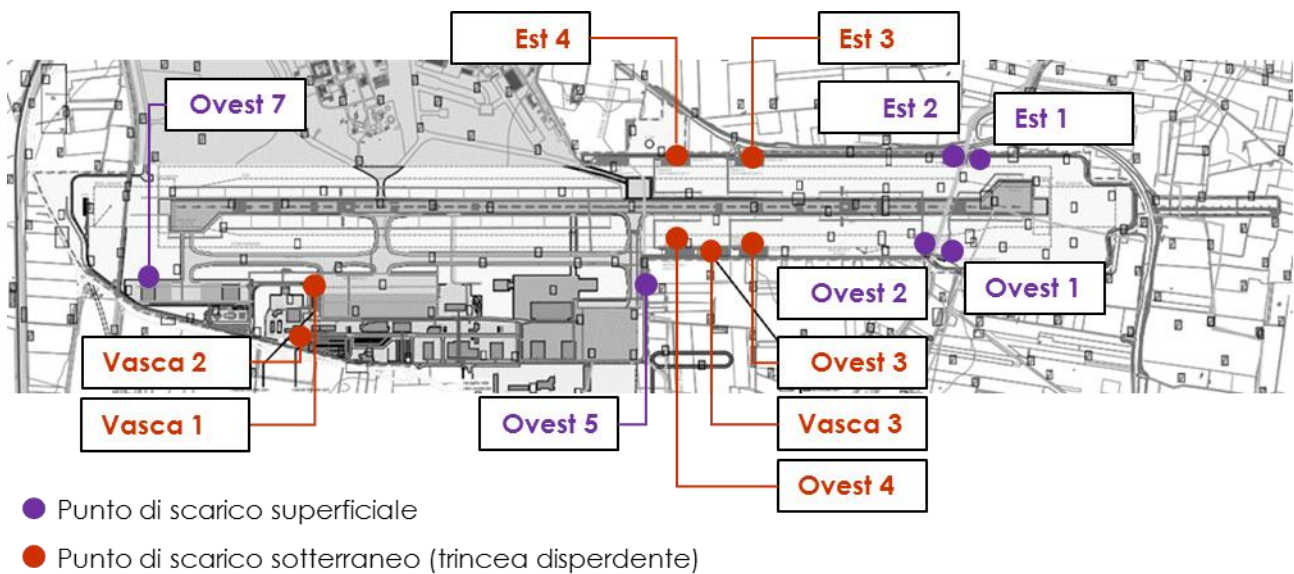 Est 4
Est 3
Ovest 7
Est 2
Est 1
Ovest 2
Ovest 1
Vasca 2
Ovest 3
Vasca 1
Ovest 5
Vasca 3
Ovest 4
Punto di scarico superficiale
Punto di scarico sotterraneo (trincea disperdente)